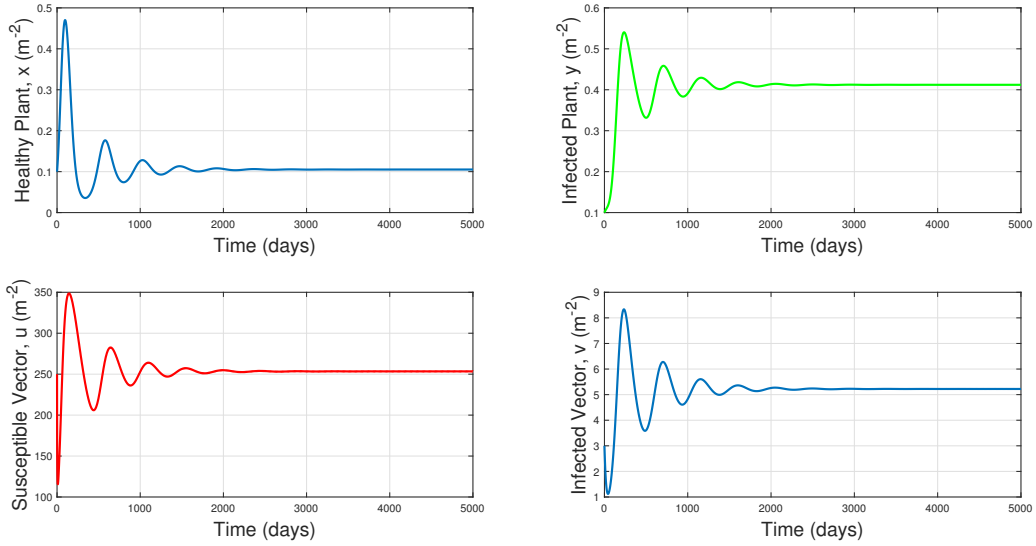 Healthy Plant, x (m⁻²)
0.5
0.4
0.3
0.2
0.1
0
0 1000 2000 3000 4000 5000
Time (days)
Infected Plant, y (m⁻²)
0.6
0.5
0.4
0.3
0.2
0.1
0 1000 2000 3000 4000 5000
Time (days)
Susceptible Vector, u (m⁻²)
350
300
250
200
150
100
0 1000 2000 3000 4000 5000
Time (days)
Infected Vector, v (m⁻²)
9
8
7
6
5
4
3
2
1
0 1000 2000 3000 4000 5000
Time (days)